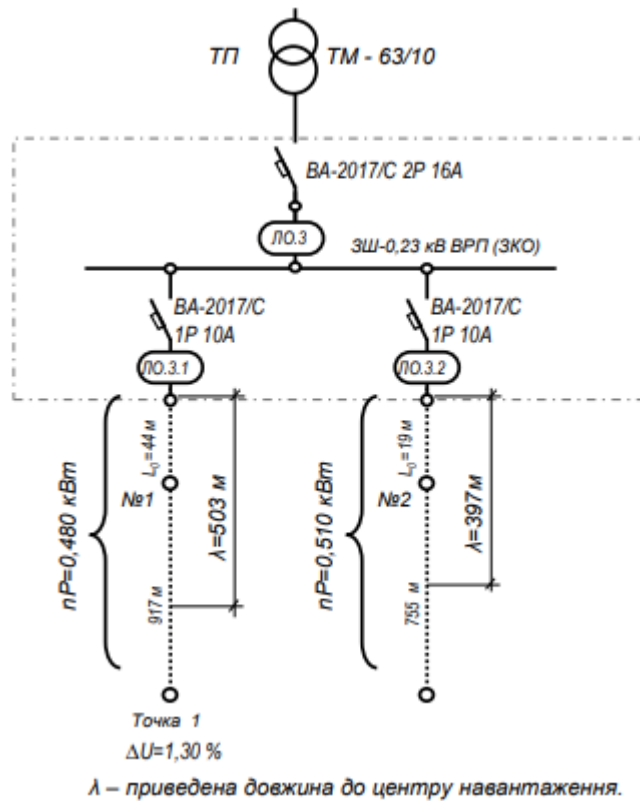 ТП
ТМ - 63/10
ВА-2017/С 2Р 16А
ЛО.3
ЗШ-0,23 кВ ВРП (ЗКО)
ВА-2017/С
1Р 10А
ВА-2017/С
1Р 10А
ЛО.3.1
ЛО.3.2
nP=0,480 кВт
L₀ =44 м
λ=503 м
№1
917 м
nP=0,510 кВт
L₀ =19 м
λ=397м
№2
755 м
Точка 1
ΔU=1,30 %
λ – приведена довжина до центру навантаження.